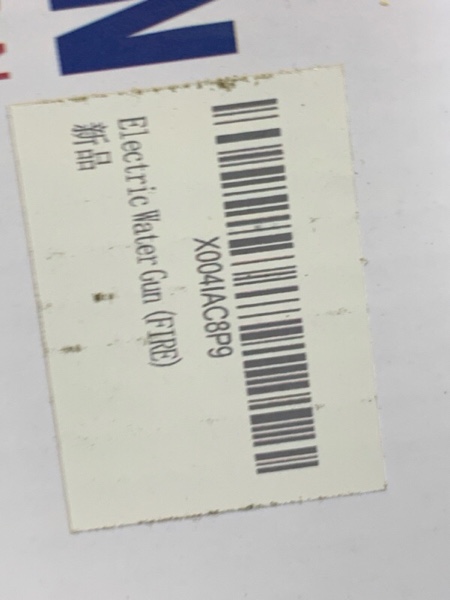 X004IAC8P9
Electric Water Gun (FIRE)
新品